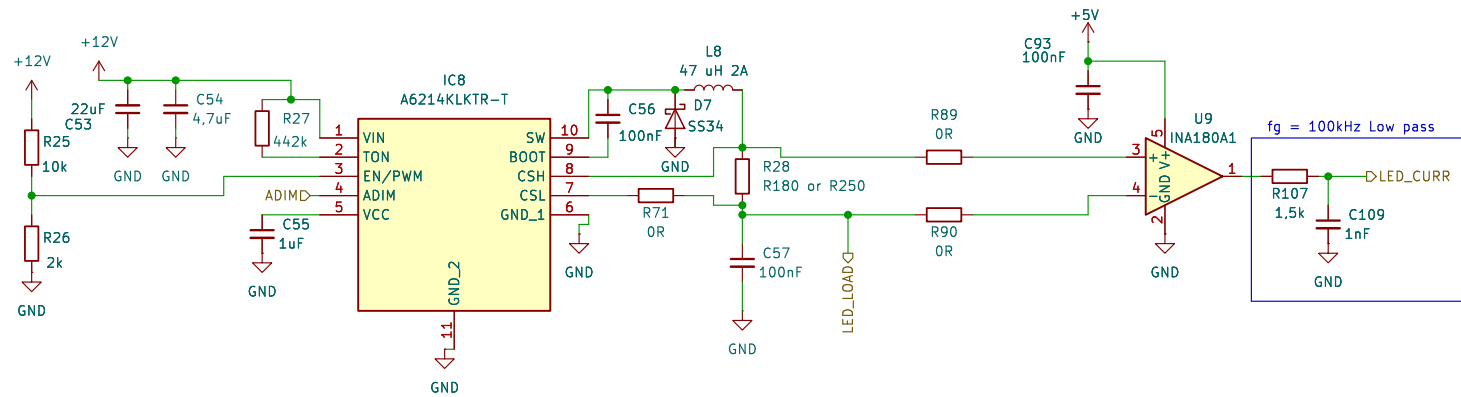 +12V
+12V
R25
10k
R26
2k
GND
22uF
C53
GND
C54
4,7uF
GND
R27
442k
ADIM
C55
1uF
GND
IC8
A6214KLKTR-T
1 VIN
2 TON
3 EN/PWM
4 ADIM
5 VCC
SW 10
BOOT 9
CSH 8
CSL 7
GND_1 6
GND_2
11
GND
GND
C56
100nF
D7
SS34
GND
L8
47 uH 2A
R28
R180 or R250
R71
0R
C57
100nF
GND
LED_LOAD
R89
0R
R90
0R
+5V
C93
100nF
GND
U9
INA180A1
3 +
4 -
5 V+
GND 2
1
GND
fg = 100kHz Low pass
R107
1,5k
LED_CURR
C109
1nF
GND